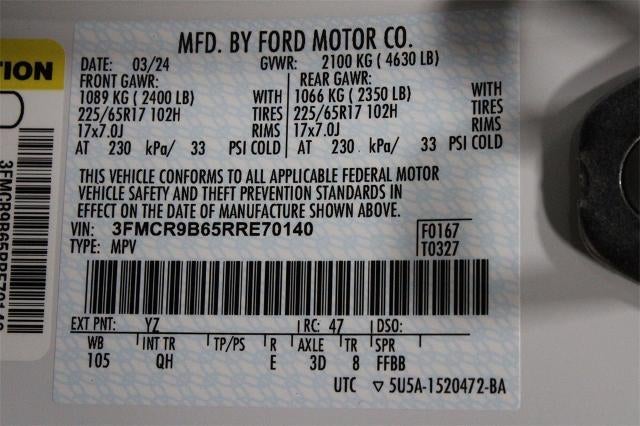 MFD. BY FORD MOTOR CO.
DATE: 03/24 GVWR: 2100 KG ( 4630 LB)
FRONT GAWR: REAR GAWR:
1089 KG ( 2400 LB) WITH 1066 KG ( 2350 LB) WITH
225/65R17 102H TIRES 225/65R17 102H TIRES
17x7.0J RIMS 17x7.0J RIMS
AT 230 kPa/ 33 PSI COLD AT 230 kPa/ 33 PSI COLD
THIS VEHICLE CONFORMS TO ALL APPLICABLE FEDERAL MOTOR
VEHICLE SAFETY AND THEFT PREVENTION STANDARDS IN
EFFECT ON THE DATE OF MANUFACTURE SHOWN ABOVE.
VIN: 3FMCR9B65RRE70140 F0167
TYPE: MPV T0327
EXT PNT: YZ RC: 47 DSO:
WB INT TR TP/PS R AXLE TR SPR
105 QH E 3D 8 FFBB
UTC ▽ 5U5A-1520472-BA
TION
3FMCR9B65RRE70140